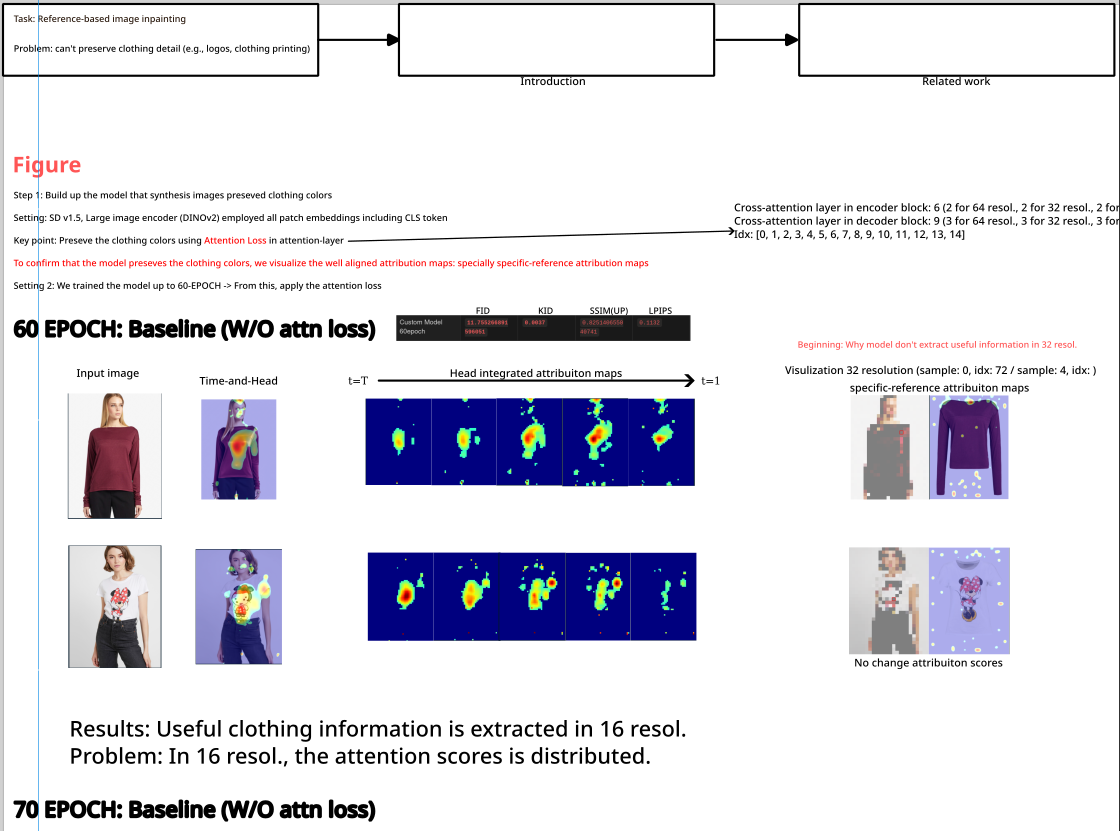 Task: Reference-based image inpainting
Problem: can't preserve clothing detail (e.g., logos, clothing printing)
Introduction
Related work
Figure
Step 1: Build up the model that synthesis images preseved clothing colors
Setting: SD v1.5, Large image encoder (DINOv2) employed all patch embeddings including CLS token
Key point: Preseve the clothing colors using Attention Loss in attention-layer
Cross-attention layer in encoder block: 6 (2 for 64 resol., 2 for 32 resol., 2 for
Cross-attention layer in decoder block: 9 (3 for 64 resol., 3 for 32 resol., 3 for
Idx: [0, 1, 2, 3, 4, 5, 6, 7, 8, 9, 10, 11, 12, 13, 14]
To confirm that the model preseves the clothing colors, we visualize the well aligned attribution maps: specially specific-reference attribution maps
Setting 2: We trained the model up to 60-EPOCH -> From this, apply the attention loss
60 EPOCH: Baseline (W/O attn loss)
FID KID SSIM(UP) LPIPS
Custom Model
60epoch
0.0037
0.1132
Beginning: Why model don't extract useful information in 32 resol.
Input image
Time-and-Head
t=T
Head integrated attribuiton maps
t=1
Visulization 32 resolution (sample: 0, idx: 72 / sample: 4, idx: )
specific-reference attribuiton maps
No change attribuiton scores
Results: Useful clothing information is extracted in 16 resol.
Problem: In 16 resol., the attention scores is distributed.
70 EPOCH: Baseline (W/O attn loss)